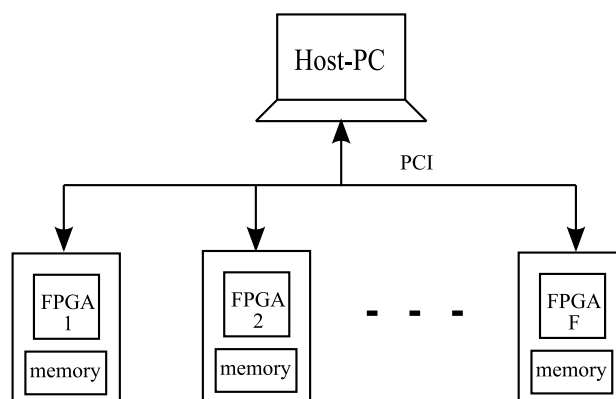 Host-PC
PCI
FPGA
1
memory
FPGA
2
memory
- - -
FPGA
F
memory